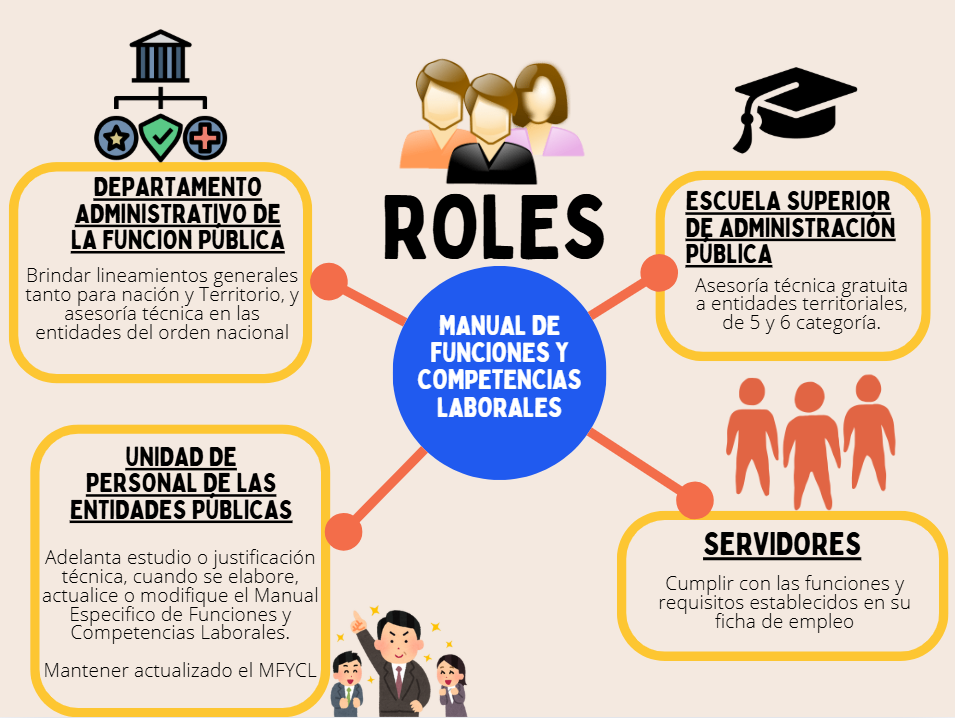 DEPARTAMENTO
ADMINISTRATIVO DE
LA FUNCION PÚBLICA
Brindar lineamientos generales
tanto para nación y Territorio, y
asesoría técnica en las
entidades del orden nacional
ROLES
MANUAL DE
FUNCIONES Y
COMPETENCIAS
LABORALES
ESCUELA SUPERIOR
DE ADMINISTRACIÓN
PÚBLICA
Asesoría técnica gratuita
a entidades territoriales,
de 5 y 6 categoría.
UNIDAD DE
PERSONAL DE LAS
ENTIDADES PÚBLICAS
Adelanta estudio o justificación
técnica, cuando se elabore,
actualice o modifique el Manual
Especifico de Funciones y
Competencias Laborales.
Mantener actualizado el MFYCL
SERVIDORES
Cumplir con las funciones y
requisitos establecidos en su
ficha de empleo